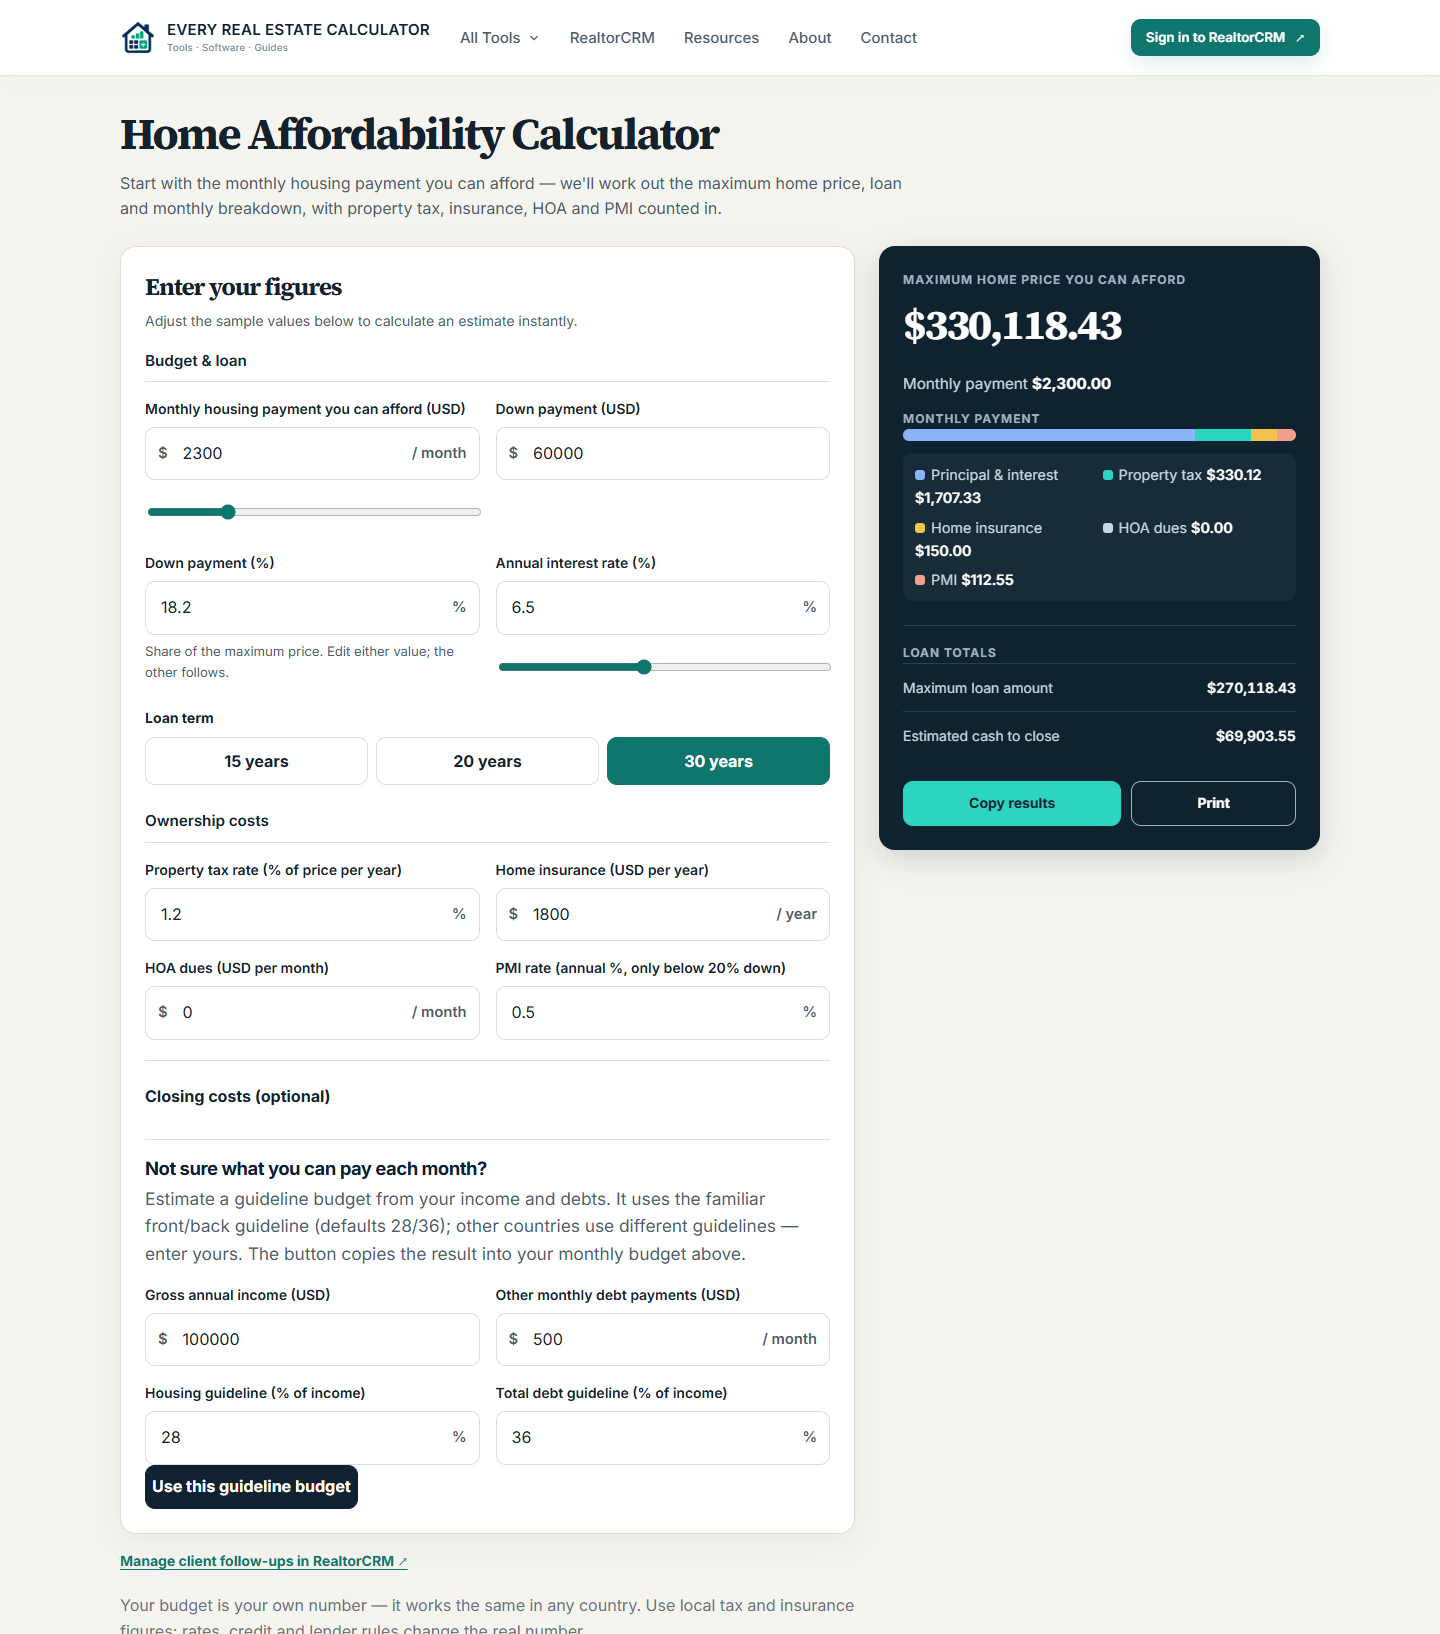 EVERY REAL ESTATE CALCULATOR
Tools · Software · Guides
All Tools
RealtorCRM
Resources
About
Contact
Sign in to RealtorCRM ↗
Home Affordability Calculator
Start with the monthly housing payment you can afford — we'll work out the maximum home price, loan
and monthly breakdown, with property tax, insurance, HOA and PMI counted in.
Enter your figures
Adjust the sample values below to calculate an estimate instantly.
Budget & loan
Monthly housing payment you can afford (USD)
$ 2300 / month
Down payment (USD)
$ 60000
Down payment (%)
18.2 %
Share of the maximum price. Edit either value; the
other follows.
Annual interest rate (%)
6.5 %
Loan term
15 years
20 years
30 years
Ownership costs
Property tax rate (% of price per year)
1.2 %
Home insurance (USD per year)
$ 1800 / year
HOA dues (USD per month)
$ 0 / month
PMI rate (annual %, only below 20% down)
0.5 %
Closing costs (optional)
Not sure what you can pay each month?
Estimate a guideline budget from your income and debts. It uses the familiar
front/back guideline (defaults 28/36); other countries use different guidelines —
enter yours. The button copies the result into your monthly budget above.
Gross annual income (USD)
$ 100000
Other monthly debt payments (USD)
$ 500 / month
Housing guideline (% of income)
28 %
Total debt guideline (% of income)
36 %
Use this guideline budget
MAXIMUM HOME PRICE YOU CAN AFFORD
$330,118.43
Monthly payment $2,300.00
MONTHLY PAYMENT
Principal & interest
$1,707.33
Property tax $330.12
Home insurance
$150.00
HOA dues $0.00
PMI $112.55
LOAN TOTALS
Maximum loan amount $270,118.43
Estimated cash to close $69,903.55
Copy results
Print
Manage client follow-ups in RealtorCRM ↗
Your budget is your own number — it works the same in any country. Use local tax and insurance
figures; rates, credit and lender rules change the real number.